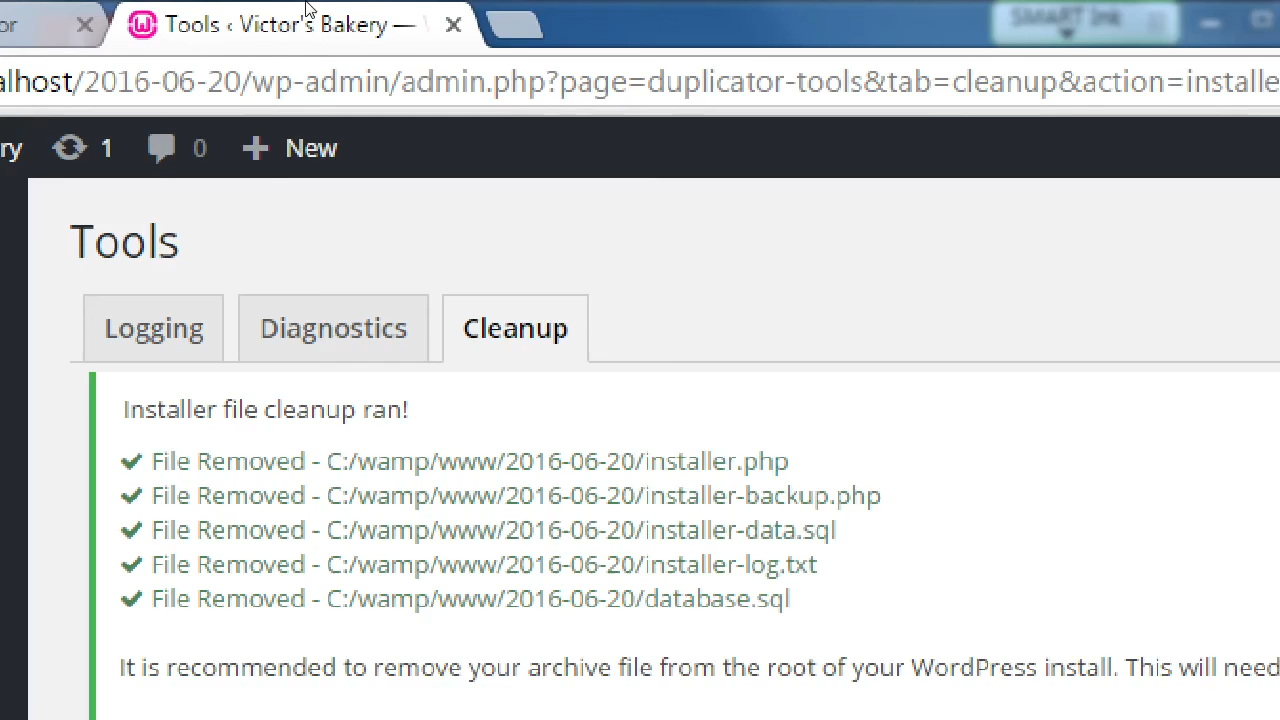 or
Tools ‹ Victor's Bakery —
SMART Ink
alhost/2016-06-20/wp-admin/admin.php?page=duplicator-tools&tab=cleanup&action=installe
ry 1 0 New
Tools
Logging Diagnostics Cleanup
Installer file cleanup ran!
File Removed - C:/wamp/www/2016-06-20/installer.php
File Removed - C:/wamp/www/2016-06-20/installer-backup.php
File Removed - C:/wamp/www/2016-06-20/installer-data.sql
File Removed - C:/wamp/www/2016-06-20/installer-log.txt
File Removed - C:/wamp/www/2016-06-20/database.sql
It is recommended to remove your archive file from the root of your WordPress install. This will need